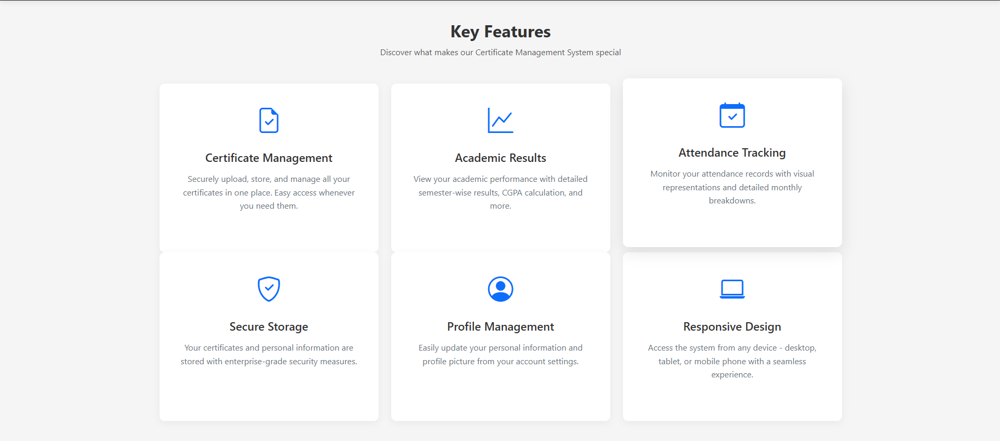 Key Features
Discover what makes our Certificate Management System special
Certificate Management
Securely upload, store, and manage all your
certificates in one place. Easy access whenever
you need them.
Academic Results
View your academic performance with detailed
semester-wise results, CGPA calculation, and
more.
Attendance Tracking
Monitor your attendance records with visual
representations and detailed monthly
breakdowns.
Secure Storage
Your certificates and personal information are
stored with enterprise-grade security measures.
Profile Management
Easily update your personal information and
profile picture from your account settings.
Responsive Design
Access the system from any device - desktop,
tablet, or mobile phone with a seamless
experience.